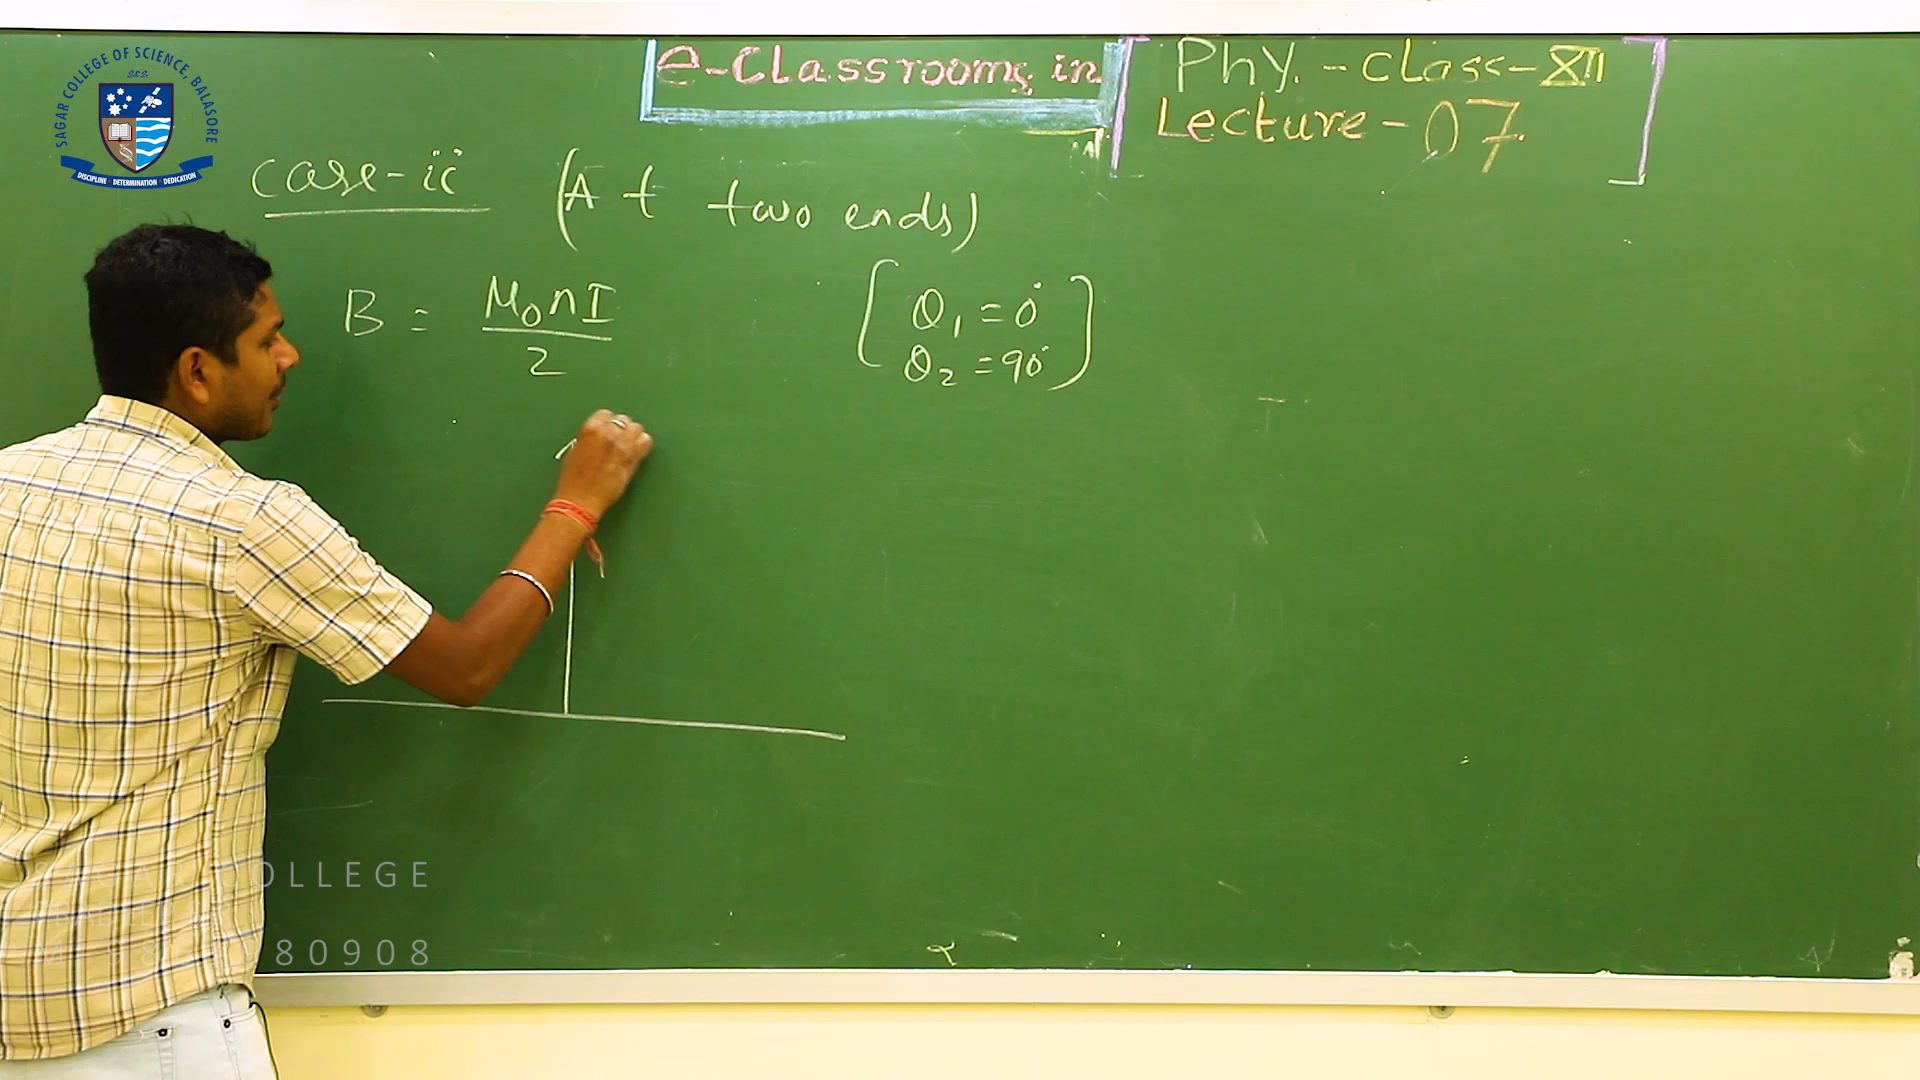 SAGAR COLLEGE OF SCIENCE, BALASORE
SCS
DISCIPLINE - DETERMINATION - DEDICATION
e-Classrooms in
Phy. - class - XII
Lecture - 07
case-ii (At two ends)
B = μ₀nI / 2
[θ₁ = 0°
θ₂ = 90°]
COLLEGE
80908